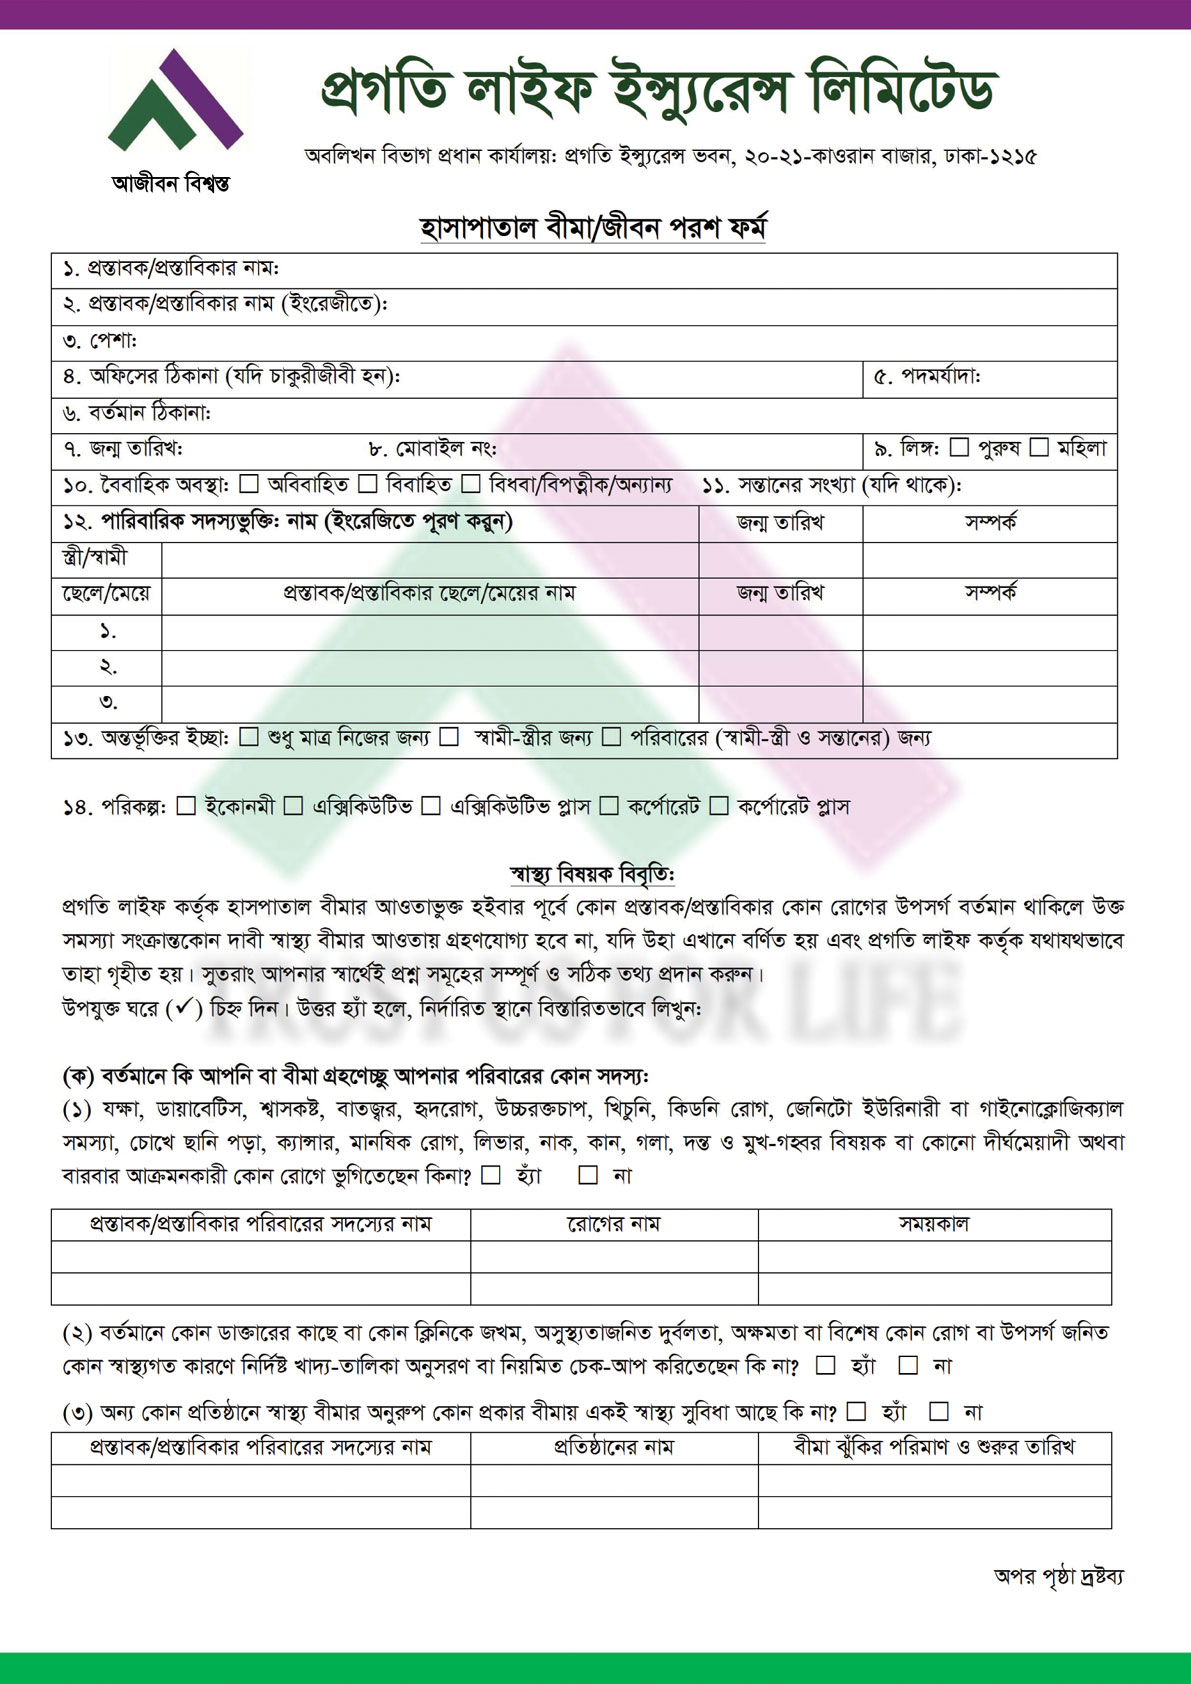 প্রগতি লাইফ ইন্স্যুরেন্স লিমিটেড
অবলিখন বিভাগ প্রধান কার্যালয়: প্রগতি ইন্স্যুরেন্স ভবন, ২০-২১-কাওরান বাজার, ঢাকা-১২১৫
আজীবন বিশ্বস্ত
হাসাপাতাল বীমা/জীবন পরশ ফর্ম
১. প্রস্তাবক/প্রস্তাবিকার নাম:
২. প্রস্তাবক/প্রস্তাবিকার নাম (ইংরেজীতে):
৩. পেশা:
৪. অফিসের ঠিকানা (যদি চাকুরীজীবী হন): ৫. পদমর্যাদা:
৬. বর্তমান ঠিকানা:
৭. জন্ম তারিখ: ৮. মোবাইল নং: ৯. লিঙ্গ: ☐ পুরুষ ☐ মহিলা
১০. বৈবাহিক অবস্থা: ☐ অবিবাহিত ☐ বিবাহিত ☐ বিধবা/বিপত্নীক/অন্যান্য ১১. সন্তানের সংখ্যা (যদি থাকে):
১২. পারিবারিক সদস্যভুক্তি: নাম (ইংরেজিতে পূরণ করুন) জন্ম তারিখ সম্পর্ক
স্ত্রী/স্বামী
ছেলে/মেয়ে প্রস্তাবক/প্রস্তাবিকার ছেলে/মেয়ের নাম জন্ম তারিখ সম্পর্ক
১.
২.
৩.
১৩. অন্তর্ভূক্তির ইচ্ছা: ☐ শুধু মাত্র নিজের জন্য ☐ স্বামী-স্ত্রীর জন্য ☐ পরিবারের (স্বামী-স্ত্রী ও সন্তানের) জন্য
১৪. পরিকল্প: ☐ ইকোনমী ☐ এক্সিকিউটিভ ☐ এক্সিকিউটিভ প্লাস ☐ কর্পোরেট ☐ কর্পোরেট প্লাস
স্বাস্থ্য বিষয়ক বিবৃতি:
প্রগতি লাইফ কর্তৃক হাসপাতাল বীমার আওতাভুক্ত হইবার পূর্বে কোন প্রস্তাবক/প্রস্তাবিকার কোন রোগের উপসর্গ বর্তমান থাকিলে উক্ত
সমস্যা সংক্রান্তকোন দাবী স্বাস্থ্য বীমার আওতায় গ্রহণযোগ্য হবে না, যদি উহা এখানে বর্ণিত হয় এবং প্রগতি লাইফ কর্তৃক যথাযথভাবে
তাহা গৃহীত হয়। সুতরাং আপনার স্বার্থেই প্রশ্ন সমূহের সম্পূর্ণ ও সঠিক তথ্য প্রদান করুন।
উপযুক্ত ঘরে (✓) চিহ্ন দিন। উত্তর হ্যাঁ হলে, নির্দারিত স্থানে বিস্তারিতভাবে লিখুন:
TRUST US FOR LIFE
(ক) বর্তমানে কি আপনি বা বীমা গ্রহণেচ্ছু আপনার পরিবারের কোন সদস্য:
(১) যক্ষা, ডায়াবেটিস, শ্বাসকষ্ট, বাতজ্বর, হৃদরোগ, উচ্চরক্তচাপ, খিচুনি, কিডনি রোগ, জেনিটো ইউরিনারী বা গাইনোক্লোজিক্যাল
সমস্যা, চোখে ছানি পড়া, ক্যান্সার, মানষিক রোগ, লিভার, নাক, কান, গলা, দন্ত ও মুখ-গহ্বর বিষয়ক বা কোনো দীর্ঘমেয়াদী অথবা
বারবার আক্রমনকারী কোন রোগে ভুগিতেছেন কিনা? ☐ হ্যাঁ ☐ না
প্রস্তাবক/প্রস্তাবিকার পরিবারের সদস্যের নাম রোগের নাম সময়কাল
(২) বর্তমানে কোন ডাক্তারের কাছে বা কোন ক্লিনিকে জখম, অসুস্থ্যতাজনিত দুর্বলতা, অক্ষমতা বা বিশেষ কোন রোগ বা উপসর্গ জনিত
কোন স্বাস্থ্যগত কারণে নির্দিষ্ট খাদ্য-তালিকা অনুসরণ বা নিয়মিত চেক-আপ করিতেছেন কি না? ☐ হ্যাঁ ☐ না
(৩) অন্য কোন প্রতিষ্ঠানে স্বাস্থ্য বীমার অনুরুপ কোন প্রকার বীমায় একই স্বাস্থ্য সুবিধা আছে কি না? ☐ হ্যাঁ ☐ না
প্রস্তাবক/প্রস্তাবিকার পরিবারের সদস্যের নাম প্রতিষ্ঠানের নাম বীমা ঝুঁকির পরিমাণ ও শুরুর তারিখ
অপর পৃষ্ঠা দ্রষ্টব্য